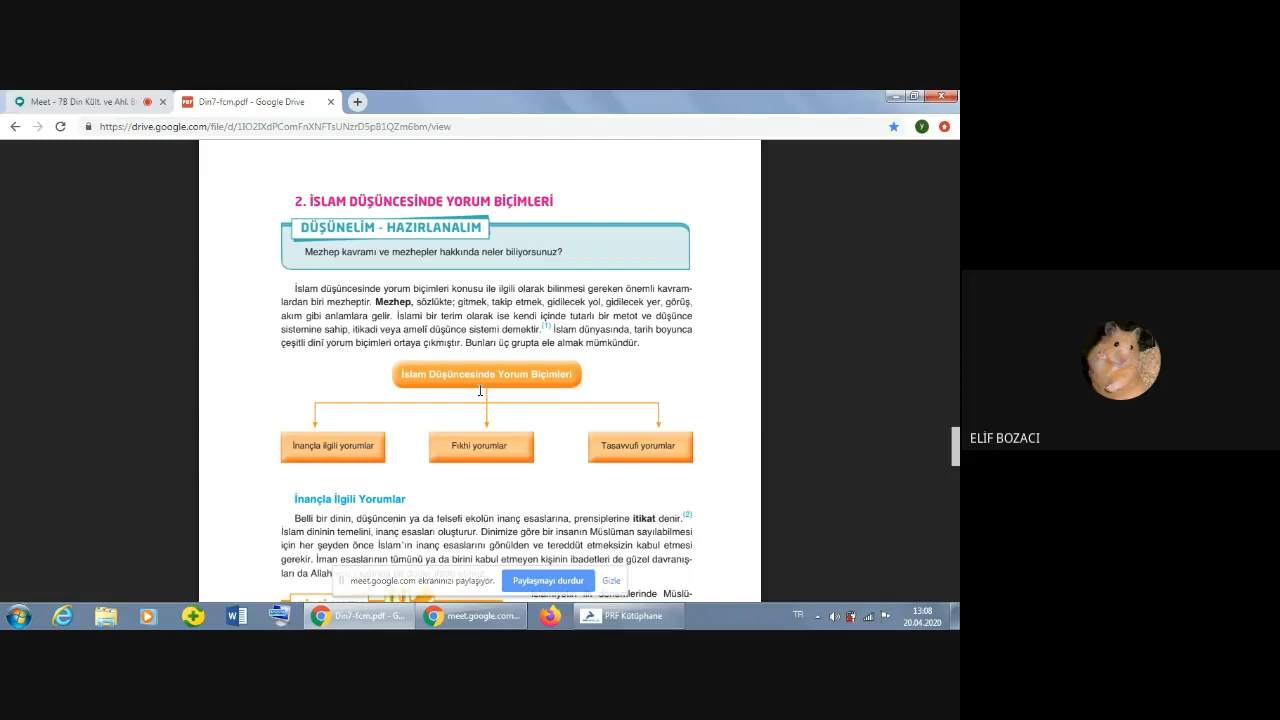 Meet - 7B Din Kült. ve Ahl. B
Din7-fcm.pdf - Google Drive
https://drive.google.com/file/d/1IO2IXdPComFnXNFTsUNzrD5pB1QZm6bm/view
y
2. İSLAM DÜŞÜNCESİNDE YORUM BİÇİMLERİ
DÜŞÜNELİM - HAZIRLANALIM
Mezhep kavramı ve mezhepler hakkında neler biliyorsunuz?
İslam düşüncesinde yorum biçimleri konusu ile ilgili olarak bilinmesi gereken önemli kavram-
lardan biri mezheptir. Mezhep, sözlükte; gitmek, takip etmek, gidilecek yol, gidilecek yer, görüş,
akım gibi anlamlara gelir. İslami bir terim olarak ise kendi içinde tutarlı bir metot ve düşünce
sistemine sahip, itikadi veya amelî düşünce sistemi demektir.(1) İslam dünyasında, tarih boyunca
çeşitli dinî yorum biçimleri ortaya çıkmıştır. Bunları üç grupta ele almak mümkündür.
İslam Düşüncesinde Yorum Biçimleri
İnançla ilgili yorumlar
Fıkhi yorumlar
Tasavvufi yorumlar
İnançla İlgili Yorumlar
Belli bir dinin, düşüncenin ya da felsefi ekolün inanç esaslarına, prensiplerine itikat denir.(2)
İslam dininin temelini, inanç esasları oluşturur. Dinimize göre bir insanın Müslüman sayılabilmesi
için her şeyden önce İslam'ın inanç esaslarını gönülden ve tereddüt etmeksizin kabul etmesi
gerekir. İman esaslarının tümünü ya da birini kabul etmeyen kişinin ibadetleri de güzel davranış-
ları da Allah
meet.google.com ekranınızı paylaşıyor.
Paylaşmayı durdur
Gizle
Müslü-
Din7-fcm.pdf - G...
meet.google.com...
PRF Kütüphane
TR
13:08
20.04.2020
ELİF BOZACI